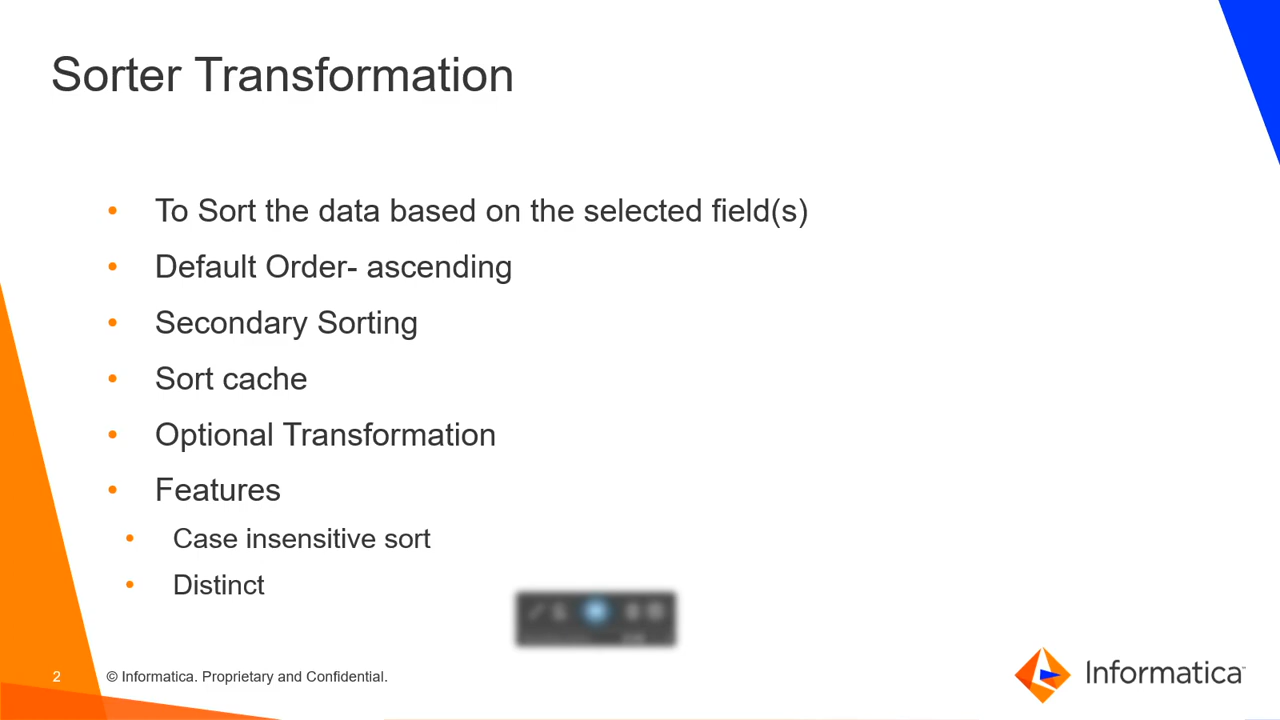 Sorter Transformation
• To Sort the data based on the selected field(s)
• Default Order- ascending
• Secondary Sorting
• Sort cache
• Optional Transformation
• Features
• Case insensitive sort
• Distinct
2 © Informatica. Proprietary and Confidential.
Informatica™